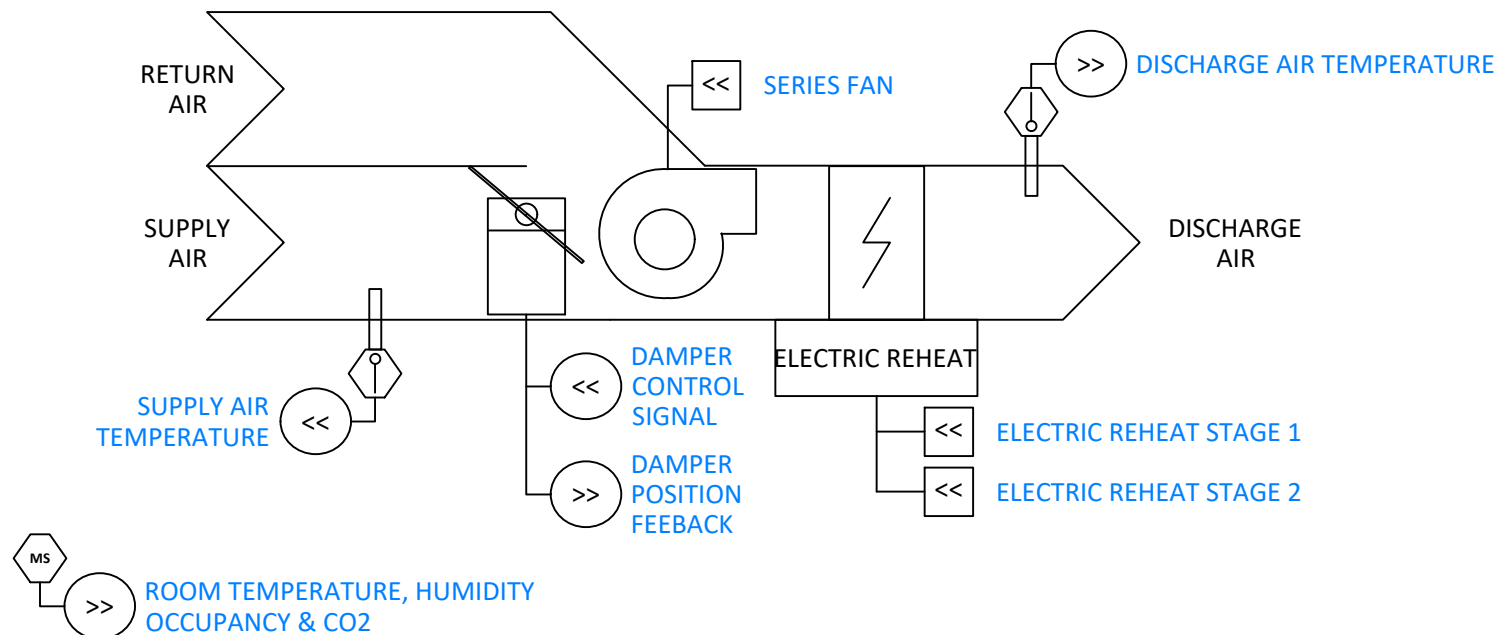 RETURN
AIR
<<
SERIES FAN
>>
DISCHARGE AIR TEMPERATURE
SUPPLY
AIR
DISCHARGE
AIR
ELECTRIC REHEAT
SUPPLY AIR
TEMPERATURE
<<
<<
DAMPER
CONTROL
SIGNAL
<<
ELECTRIC REHEAT STAGE 1
>>
DAMPER
POSITION
FEEBACK
<<
ELECTRIC REHEAT STAGE 2
MS
>>
ROOM TEMPERATURE, HUMIDITY
OCCUPANCY & CO2